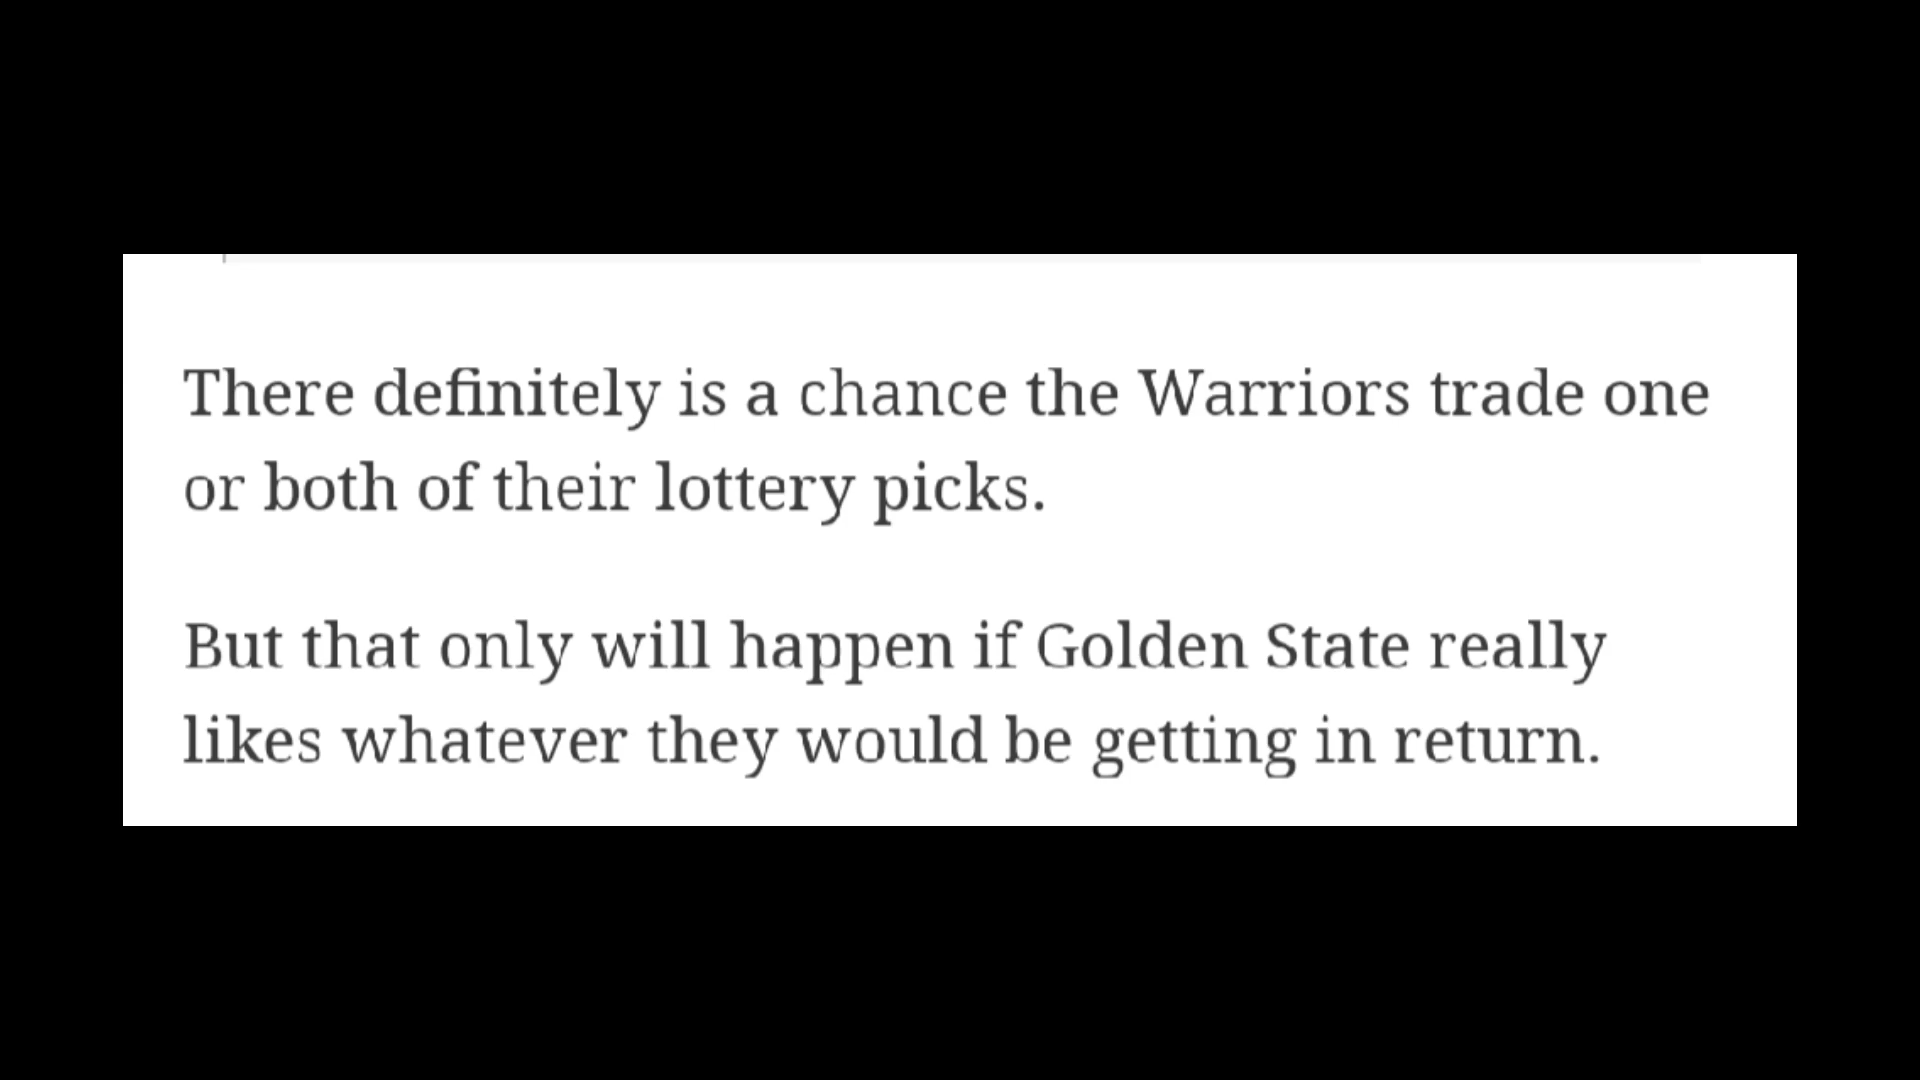 There definitely is a chance the Warriors trade one
or both of their lottery picks.
But that only will happen if Golden State really
likes whatever they would be getting in return.